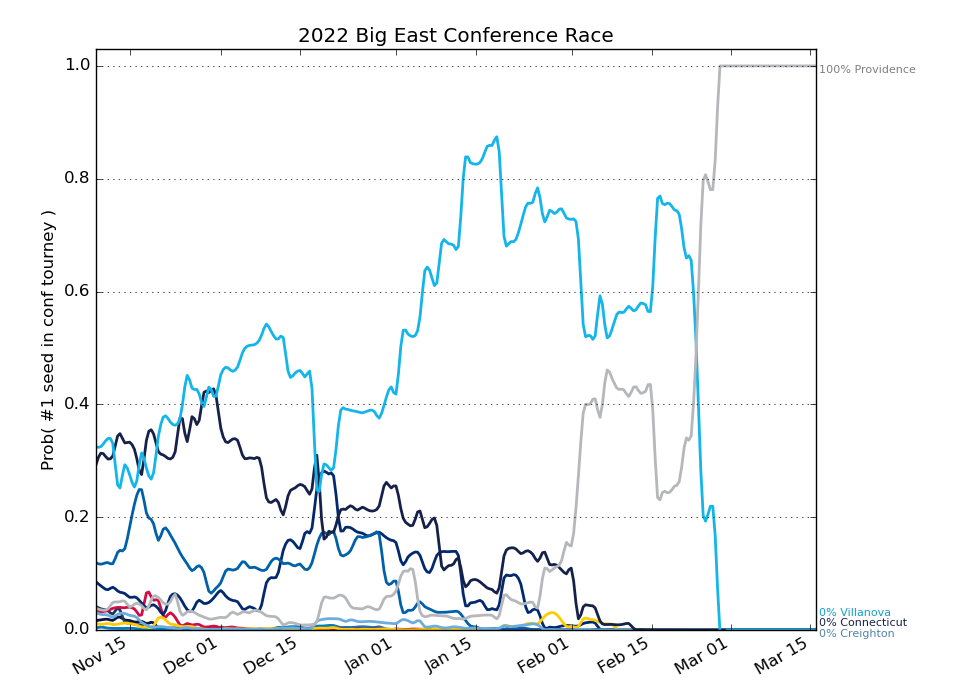 2022 Big East Conference Race
Prob( #1 seed in conf tourney )
1.0
0.8
0.6
0.4
0.2
0.0
100% Providence
0% Villanova
0% Connecticut
0% Creighton
Nov 15
Dec 01
Dec 15
Jan 01
Jan 15
Feb 01
Feb 15
Mar 01
Mar 15